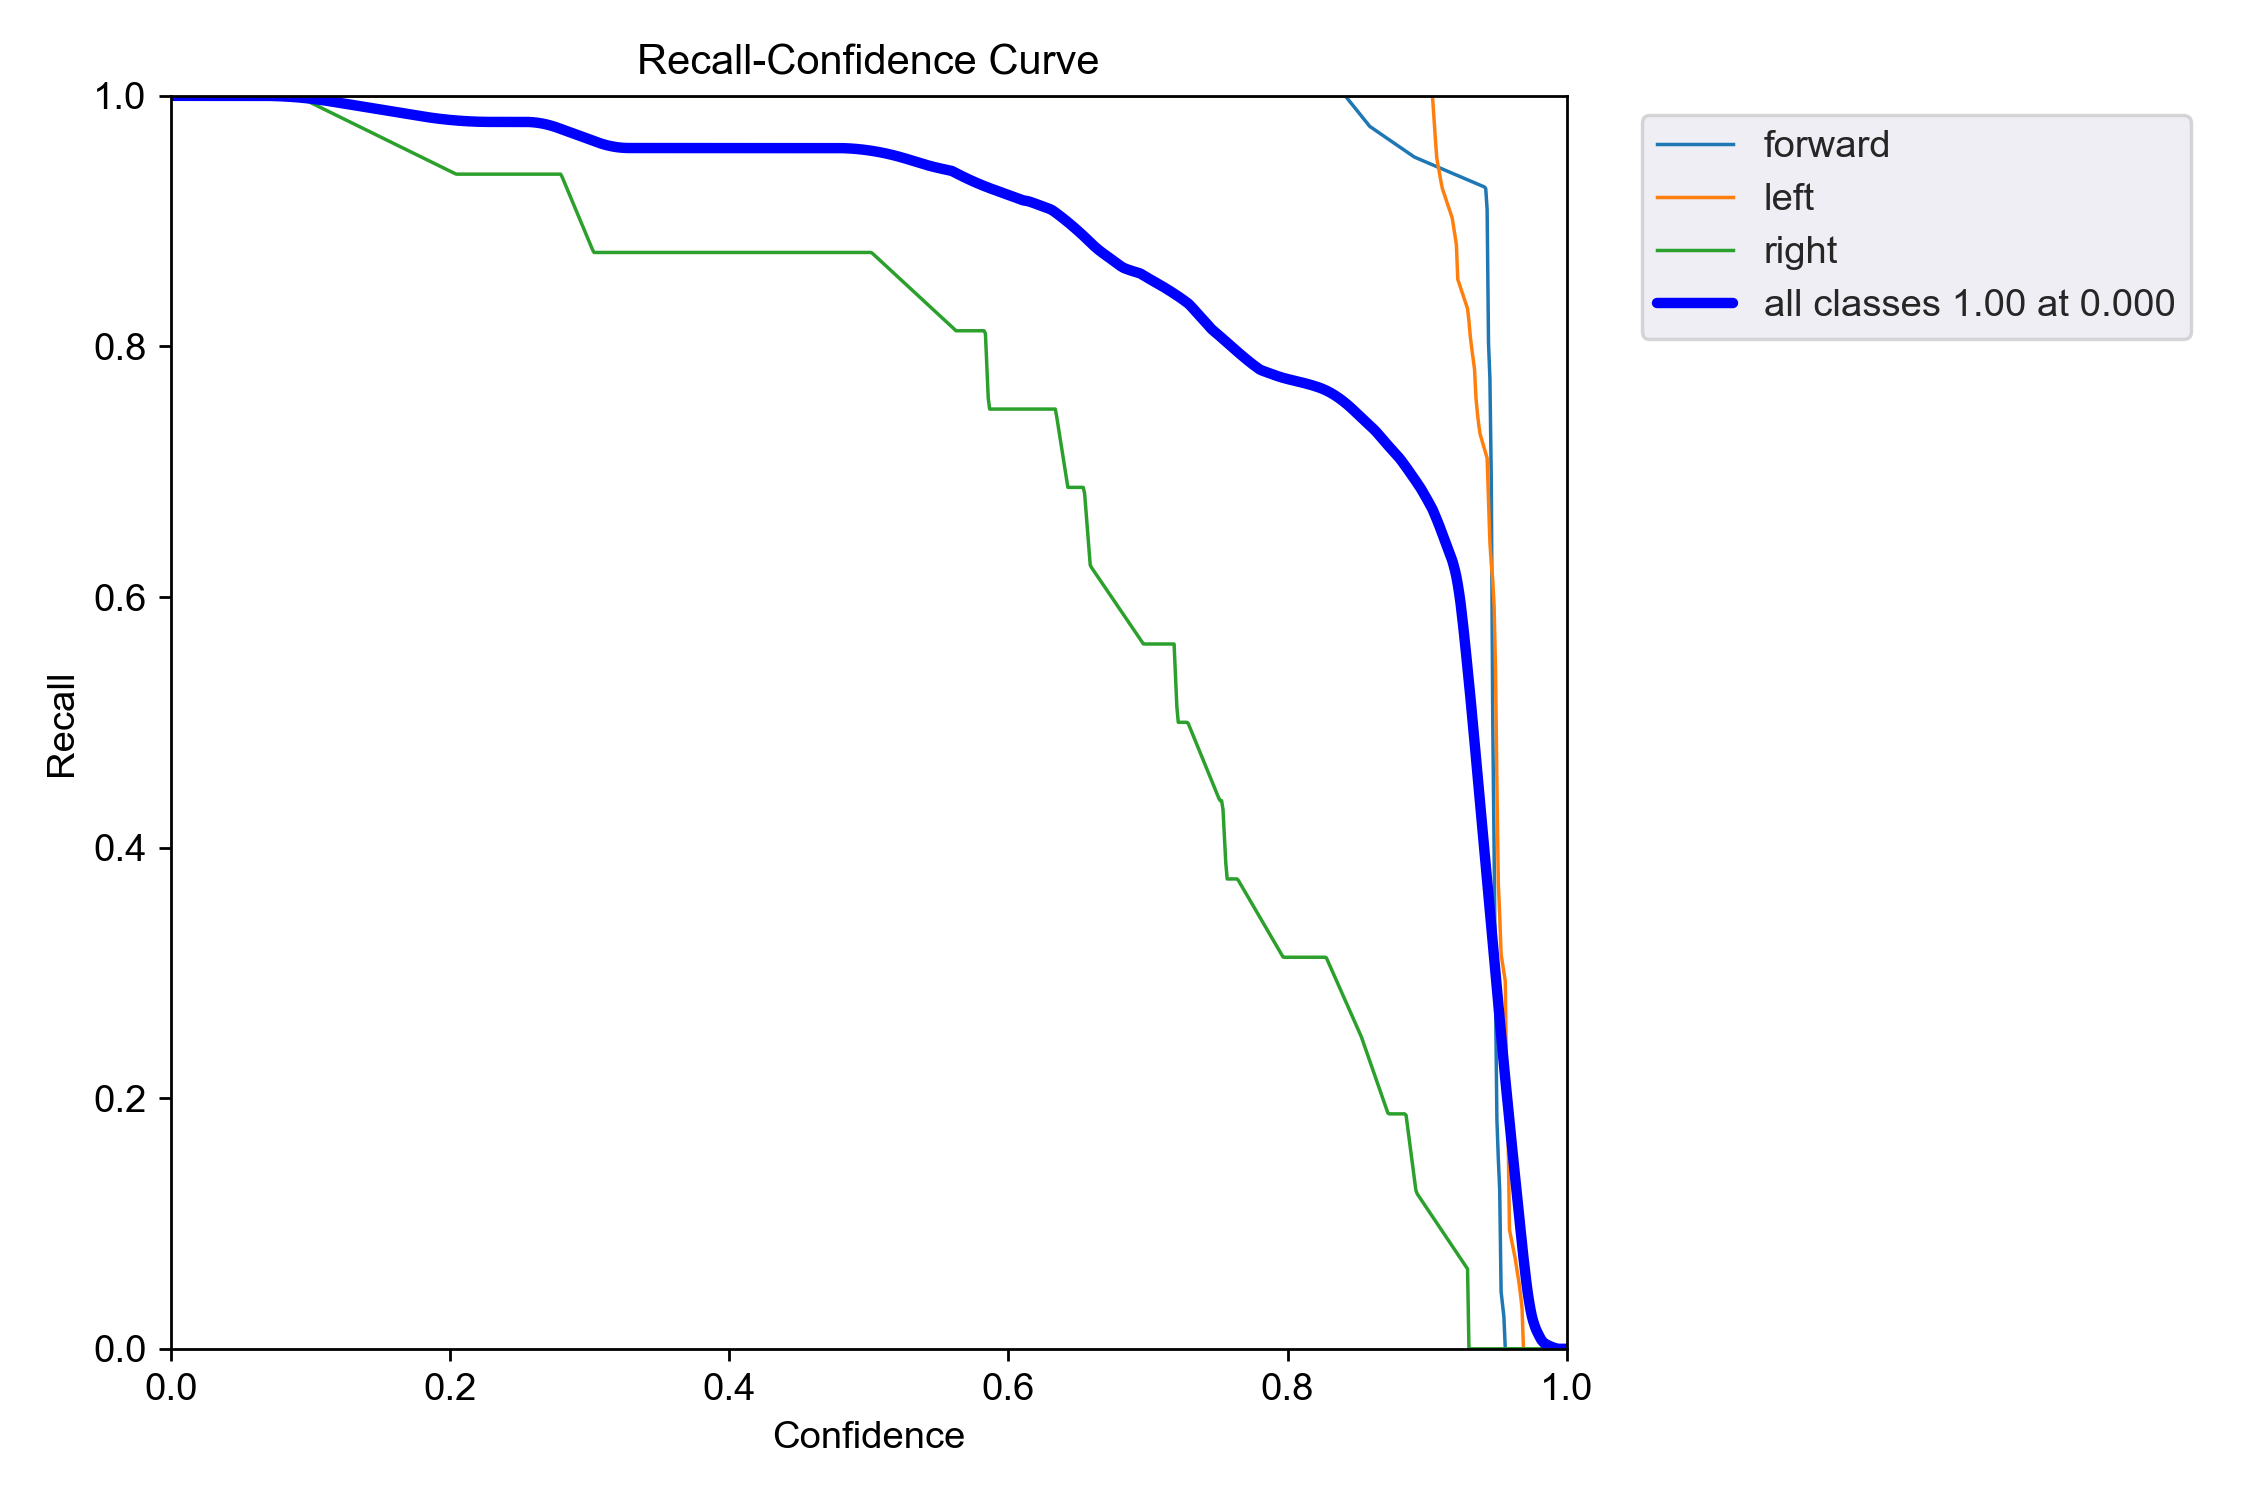 Recall-Confidence Curve
1.0
0.8
0.6
0.4
0.2
0.0
Recall
0.0 0.2 0.4 0.6 0.8 1.0
Confidence
forward
left
right
all classes 1.00 at 0.000